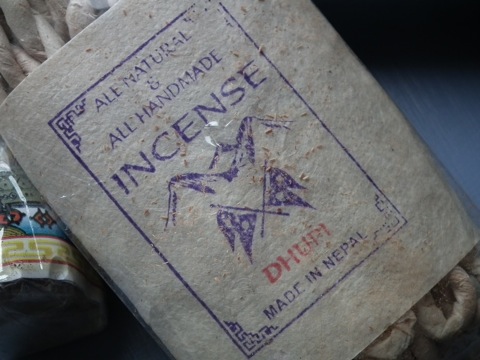 ALL NATURAL
&
ALL HANDMADE
INCENSE
DHUPI
MADE IN NEPAL